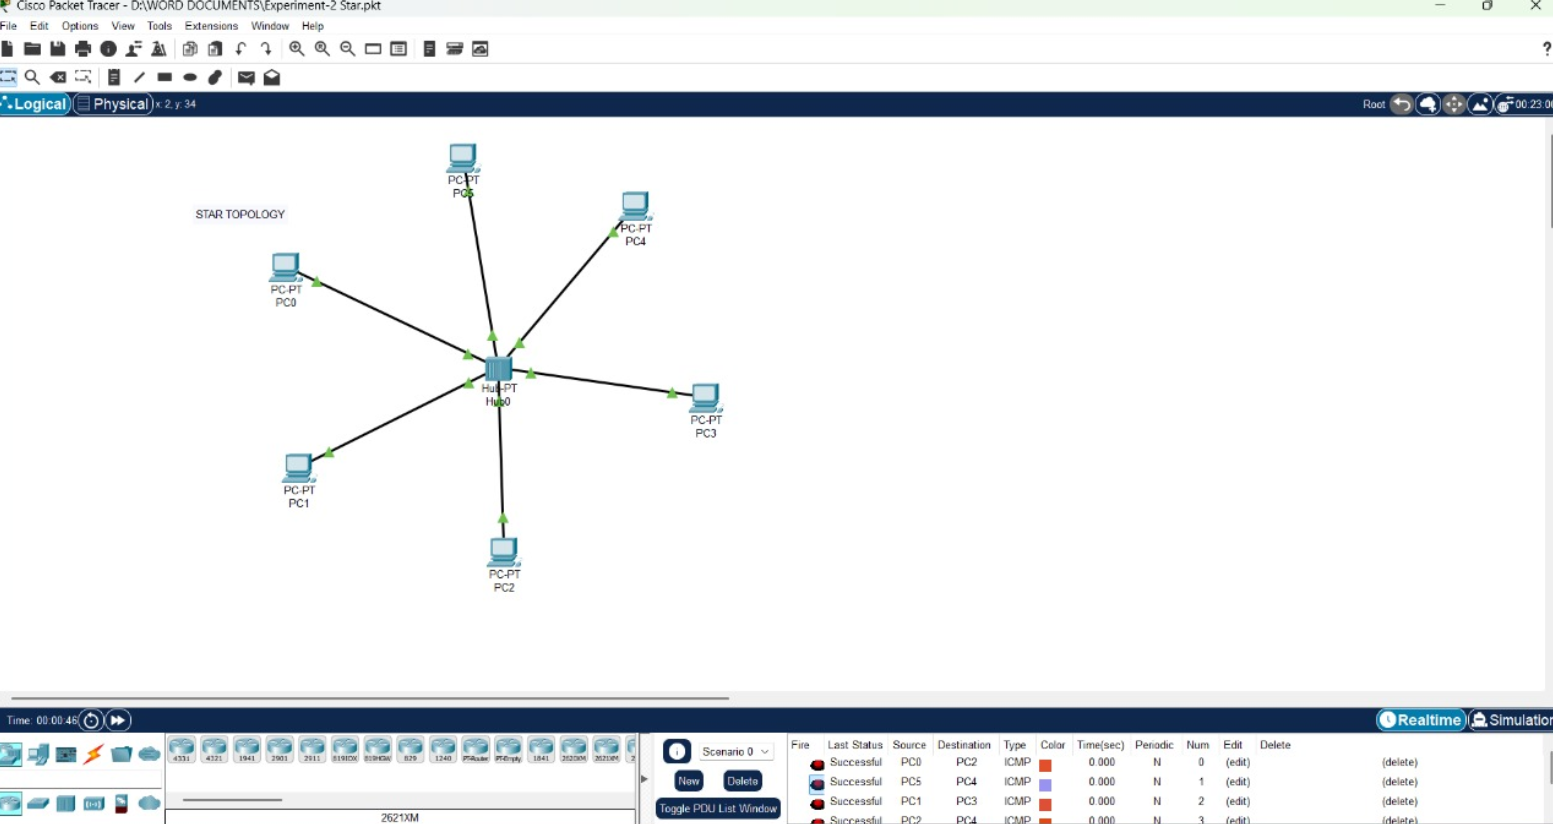 Cisco Packet Tracer - D:\WORD DOCUMENTS\Experiment-2 Star.pkt
File Edit Options View Tools Extensions Window Help
?
Logical Physical x: 2, y: 34 Root 00:23:00
PC-PT
PC5
STAR TOPOLOGY
PC-PT
PC4
PC-PT
PC0
Hub-PT
Hub0
PC-PT
PC3
PC-PT
PC1
PC-PT
PC2
Time: 00:00:46 Realtime Simulation
4331 4321 1941 2901 2911 819IOX 819HGW 829 1240 PT-Router PT-Empty 1841 2620XM 2621XM 2
2621XM
Scenario 0
New Delete
Toggle PDU List Window
Fire Last Status Source Destination Type Color Time(sec) Periodic Num Edit Delete
Successful PC0 PC2 ICMP 0.000 N 0 (edit) (delete)
Successful PC5 PC4 ICMP 0.000 N 1 (edit) (delete)
Successful PC1 PC3 ICMP 0.000 N 2 (edit) (delete)
Successful PC2 PC4 ICMP 0.000 N 3 (edit) (delete)